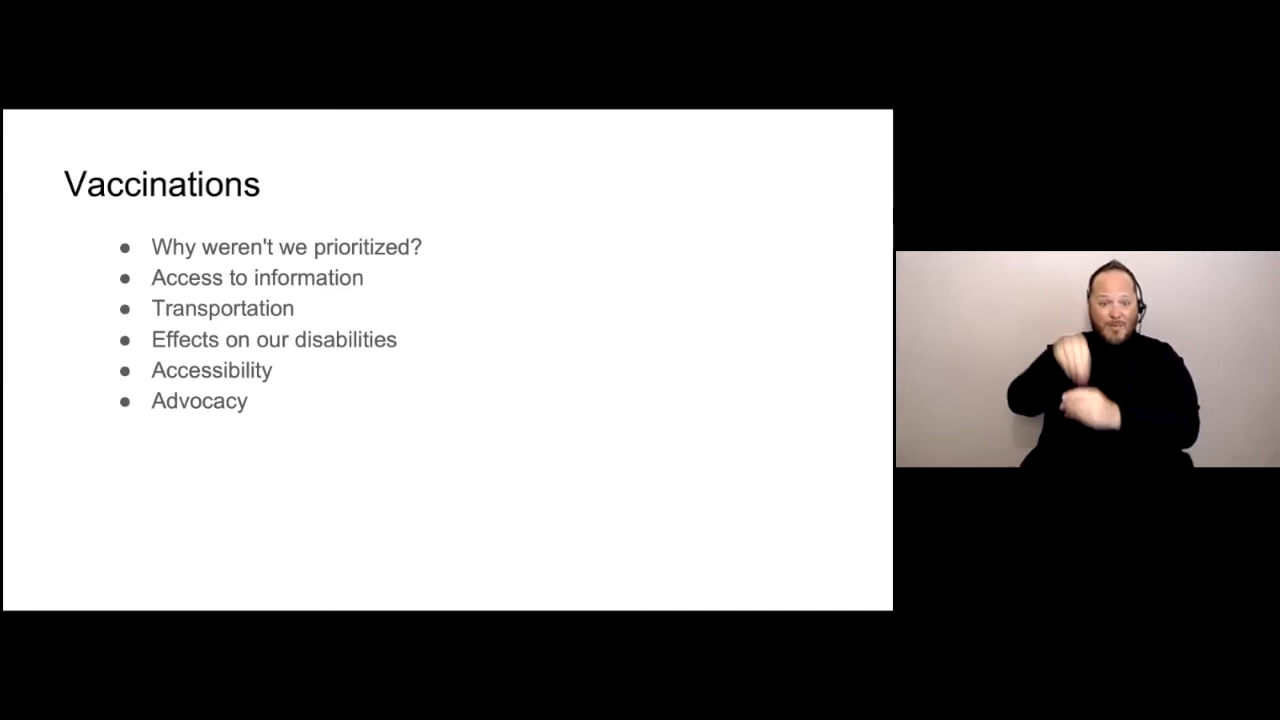 Vaccinations
● Why weren't we prioritized?
● Access to information
● Transportation
● Effects on our disabilities
● Accessibility
● Advocacy